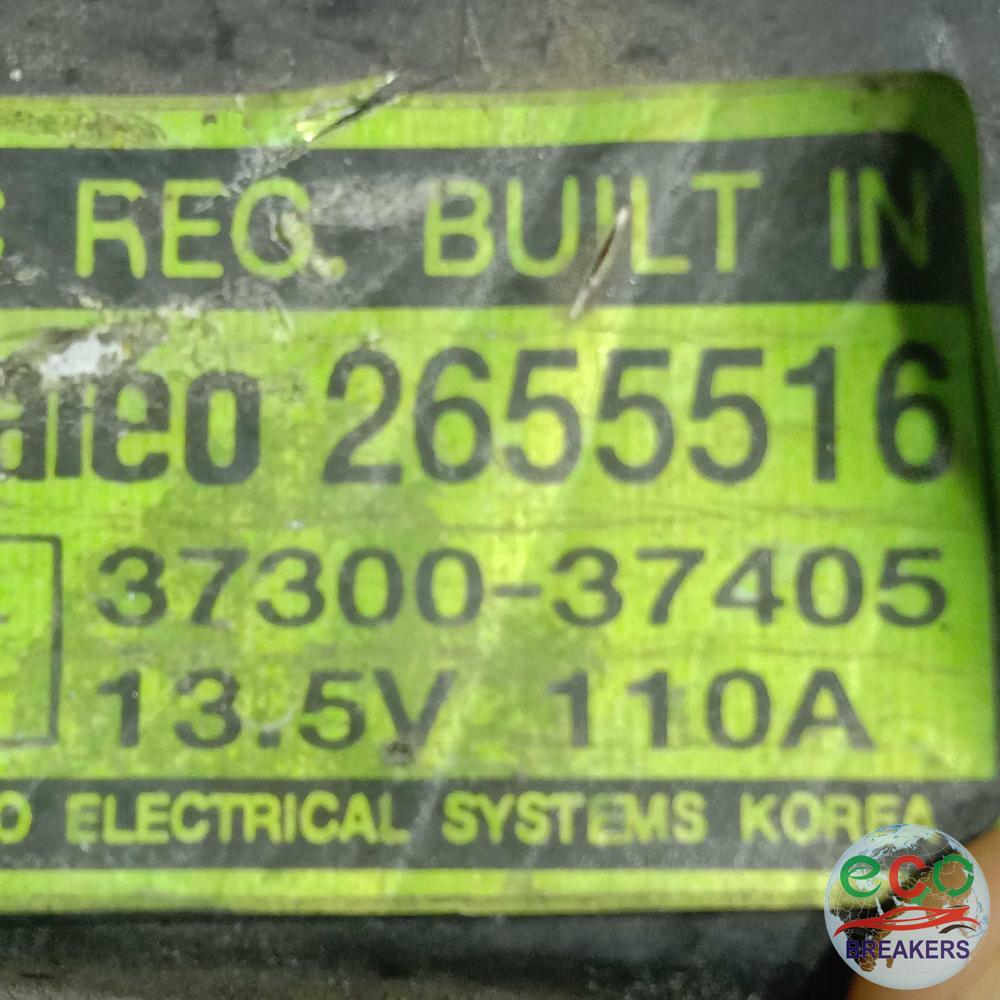 REG. BUILT IN
aleo 2655516
37300-37405
13.5V 110A
O ELECTRICAL SYSTEMS KOREA
eco
BREAKERS